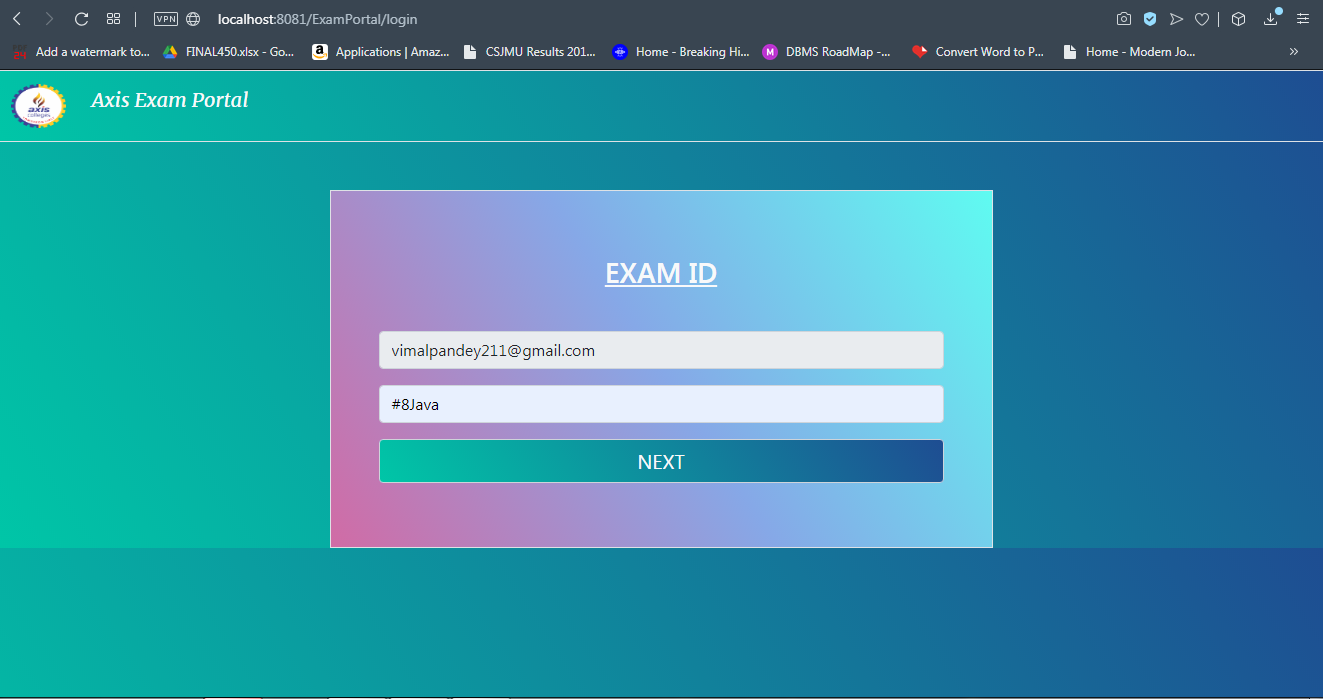 VPN localhost:8081/ExamPortal/login
Add a watermark to... FINAL450.xlsx - Go... a Applications | Amaz... CSJMU Results 201... Home - Breaking Hi... M DBMS RoadMap -... Convert Word to P... Home - Modern Jo... »
axis
colleges
Axis Exam Portal
EXAM ID
vimalpandey211@gmail.com
#8Java
NEXT